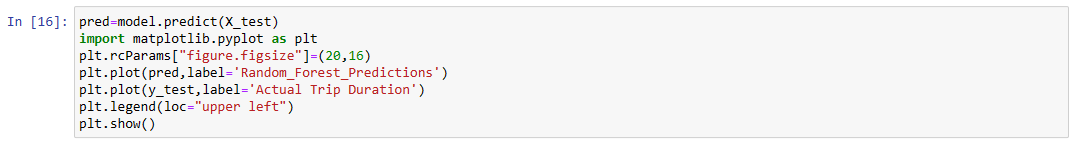 In [16]: pred=model.predict(X_test)
import matplotlib.pyplot as plt
plt.rcParams["figure.figsize"]=(20,16)
plt.plot(pred,label='Random_Forest_Predictions')
plt.plot(y_test,label='Actual Trip Duration')
plt.legend(loc="upper left")
plt.show()